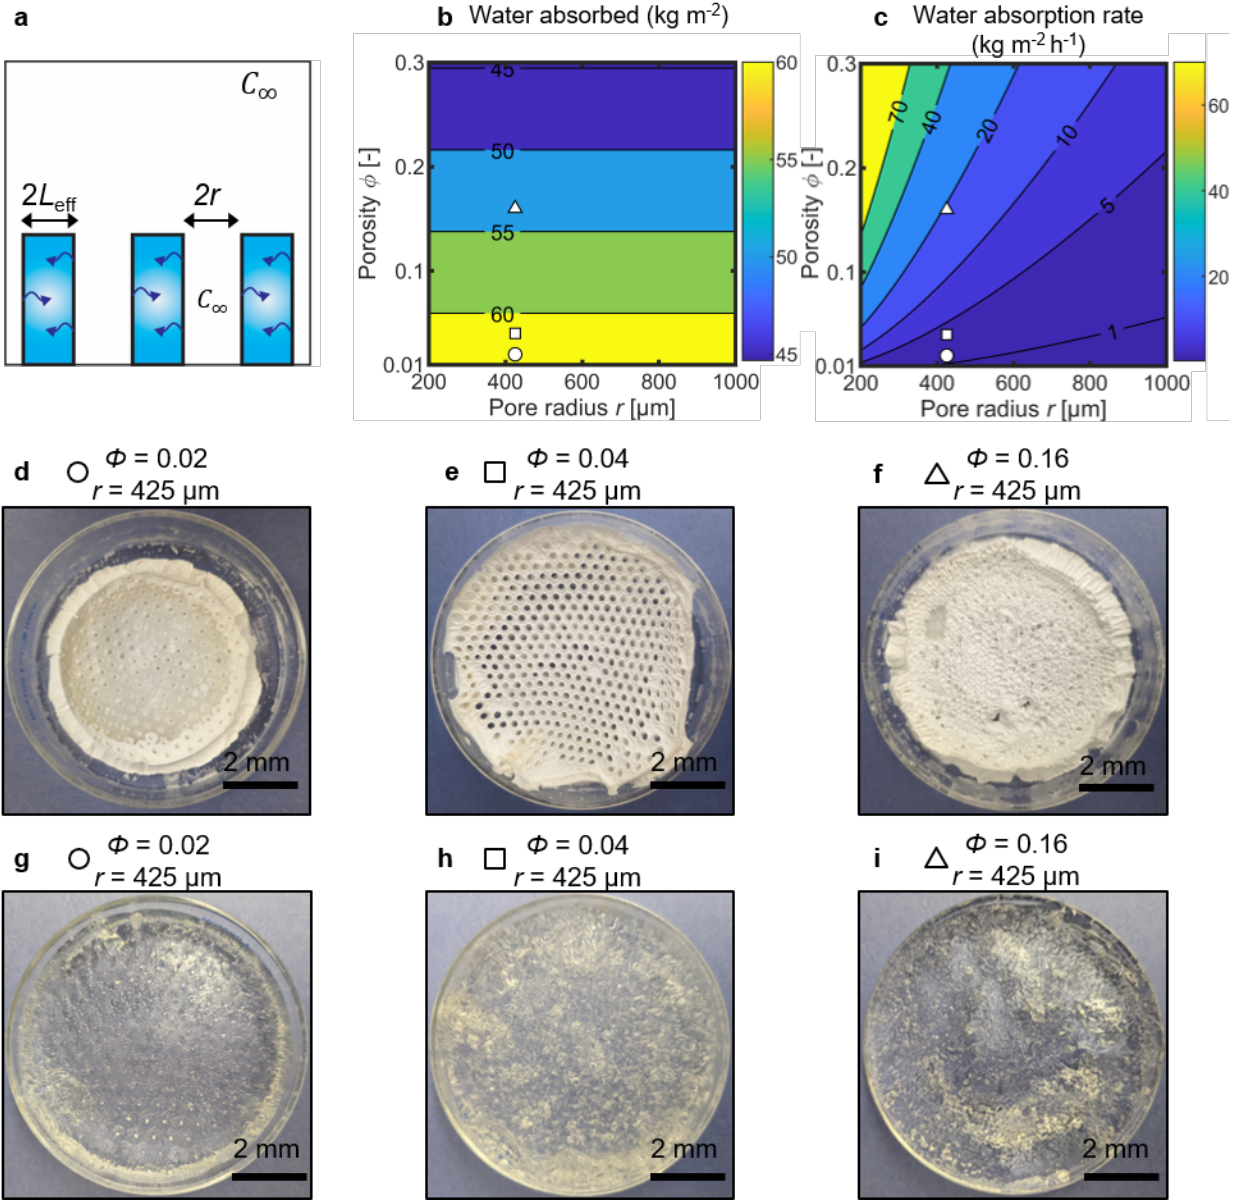 a
C∞
2Leff
2r
C∞
b Water absorbed (kg m-2)
Porosity ϕ [-]
0.3
0.2
0.1
0.01
45
50
55
60
200 400 600 800 1000
Pore radius r [µm]
60
55
50
45
c Water absorption rate
(kg m-2 h-1)
Porosity ϕ [-]
0.3
0.2
0.1
0.01
70
40
20
10
5
1
200 400 600 800 1000
Pore radius r [µm]
60
40
20
d Φ = 0.02
r = 425 µm
2 mm
e Φ = 0.04
r = 425 µm
2 mm
f Φ = 0.16
r = 425 µm
2 mm
g Φ = 0.02
r = 425 µm
2 mm
h Φ = 0.04
r = 425 µm
2 mm
i Φ = 0.16
r = 425 µm
2 mm